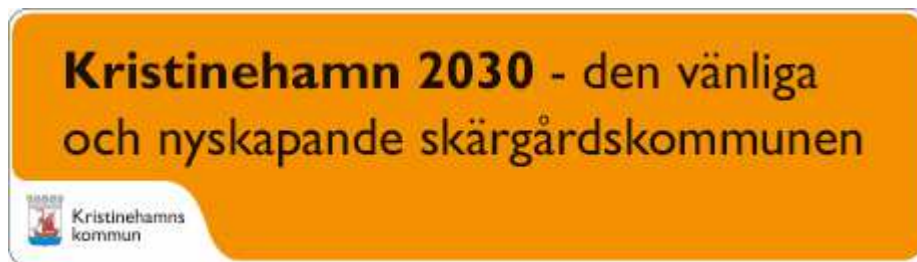 Kristinehamn 2030 - den vänliga
och nyskapande skärgårdskommunen
Kristinehamns
kommun